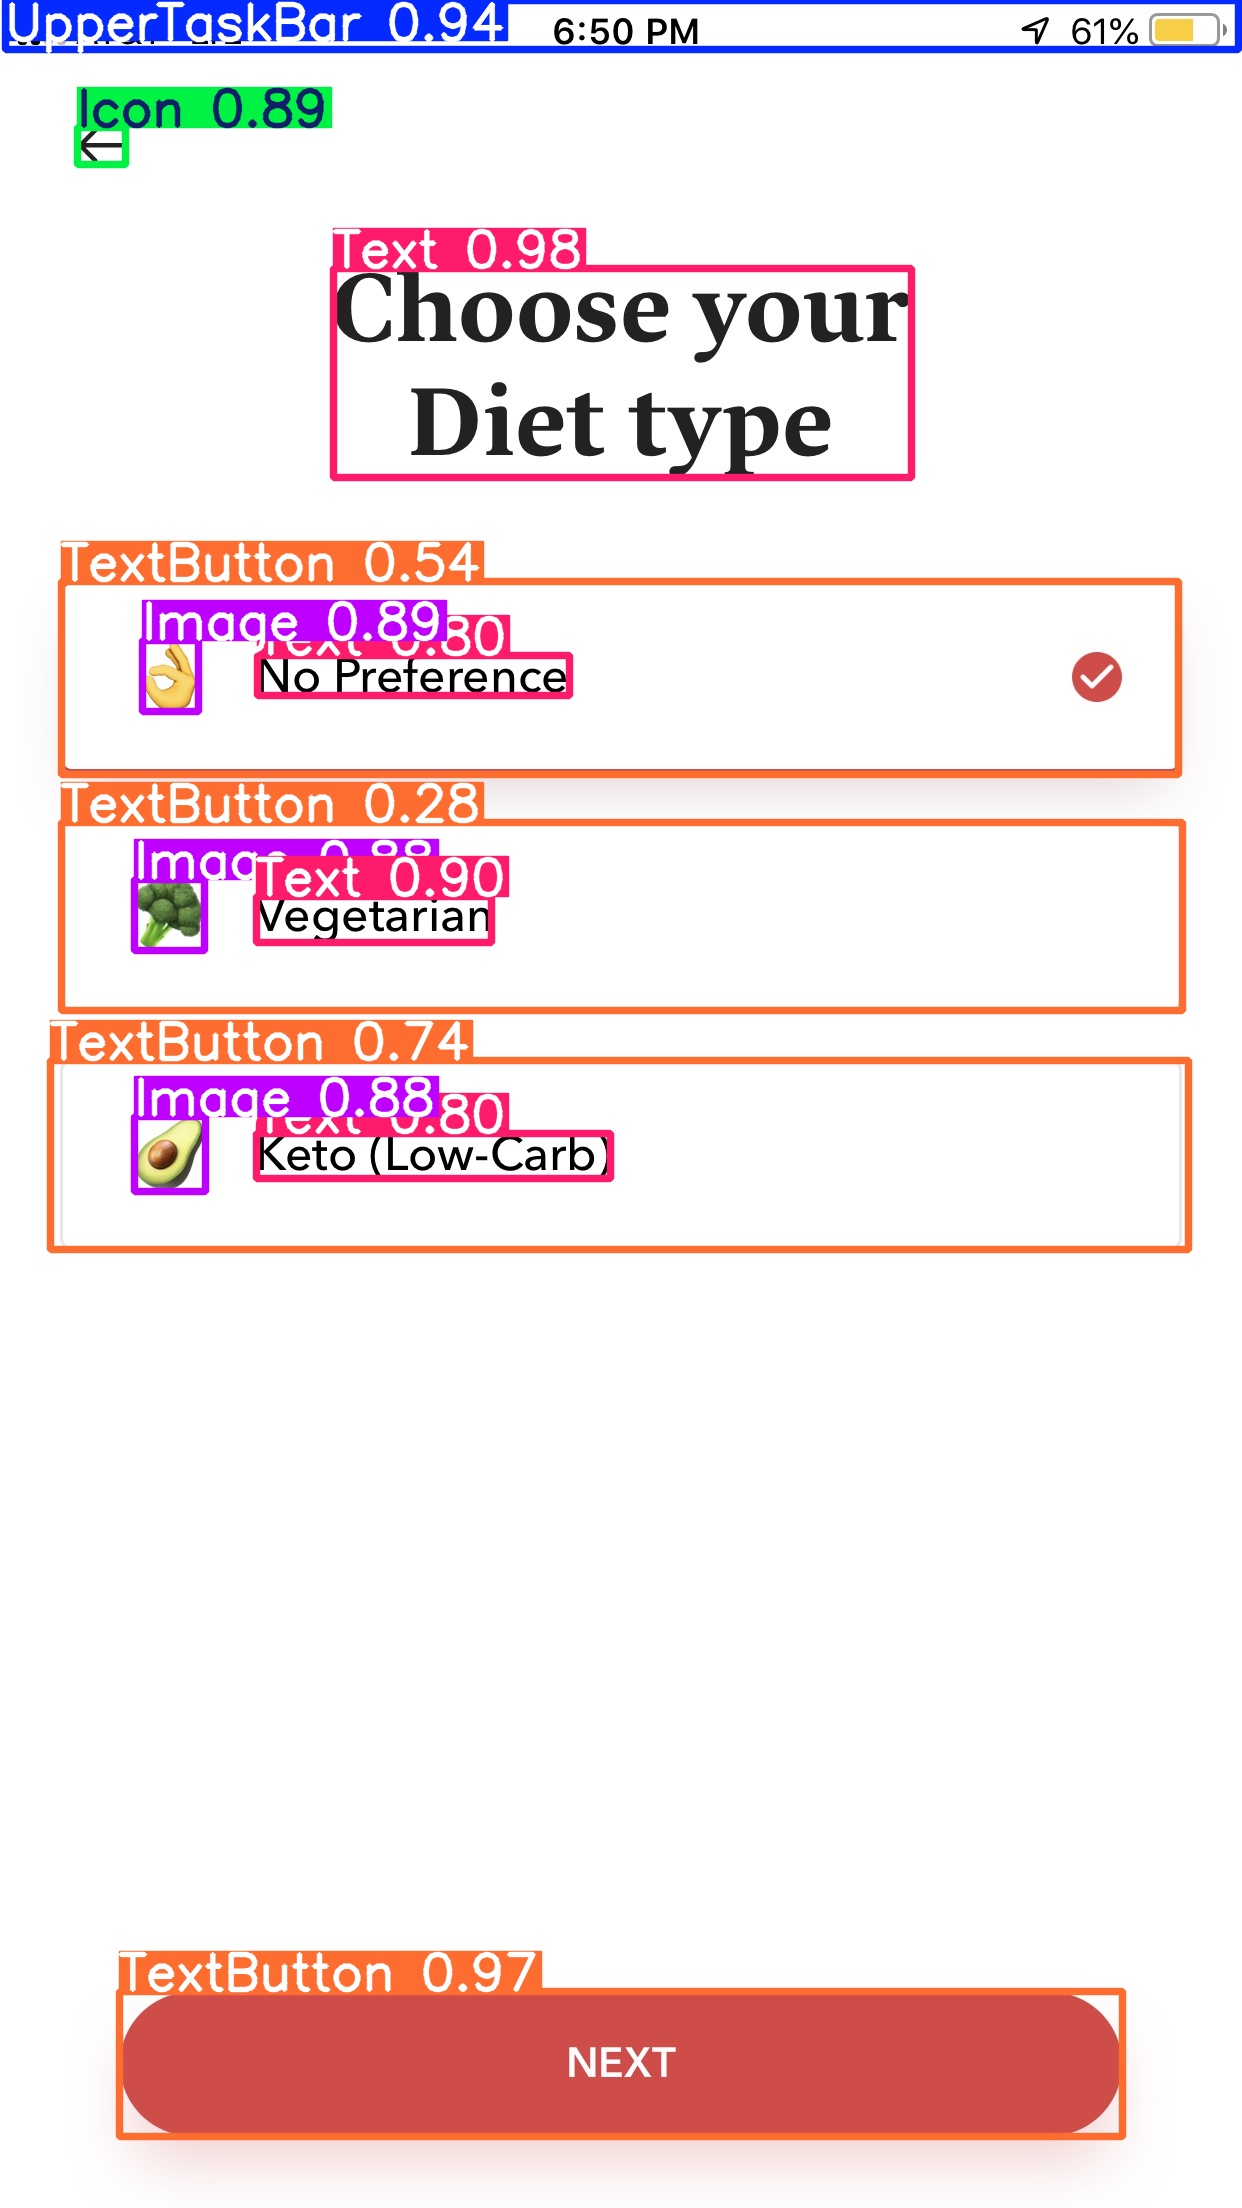 UpperTaskBar 0.94
6:50 PM
61%
Icon 0.89
Text 0.98
Choose your
Diet type
TextButton 0.54
Image 0.89
Text 0.80
No Preference
TextButton 0.28
Image 0.88
Text 0.90
Vegetarian
TextButton 0.74
Image 0.88
Text 0.80
Keto (Low-Carb)
TextButton 0.97
NEXT